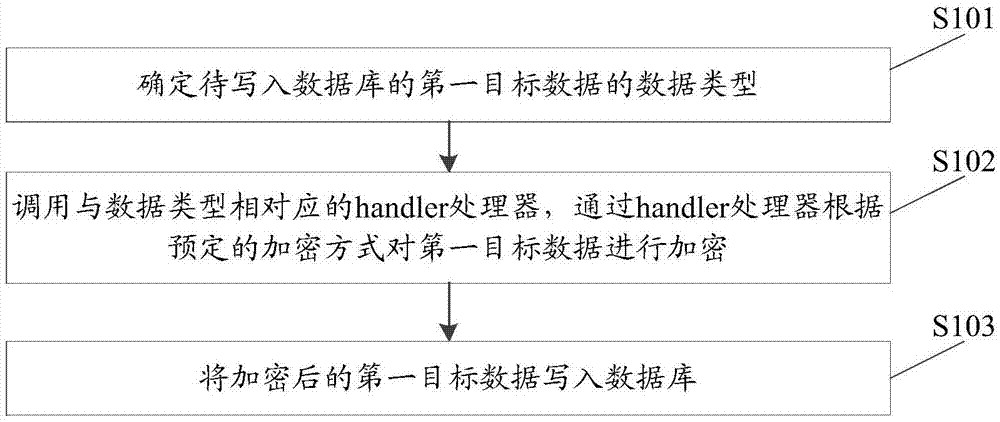 S101
确定待写入数据库的第一目标数据的数据类型
S102
调用与数据类型相对应的handler处理器，通过handler处理器根据
预定的加密方式对第一目标数据进行加密
S103
将加密后的第一目标数据写入数据库